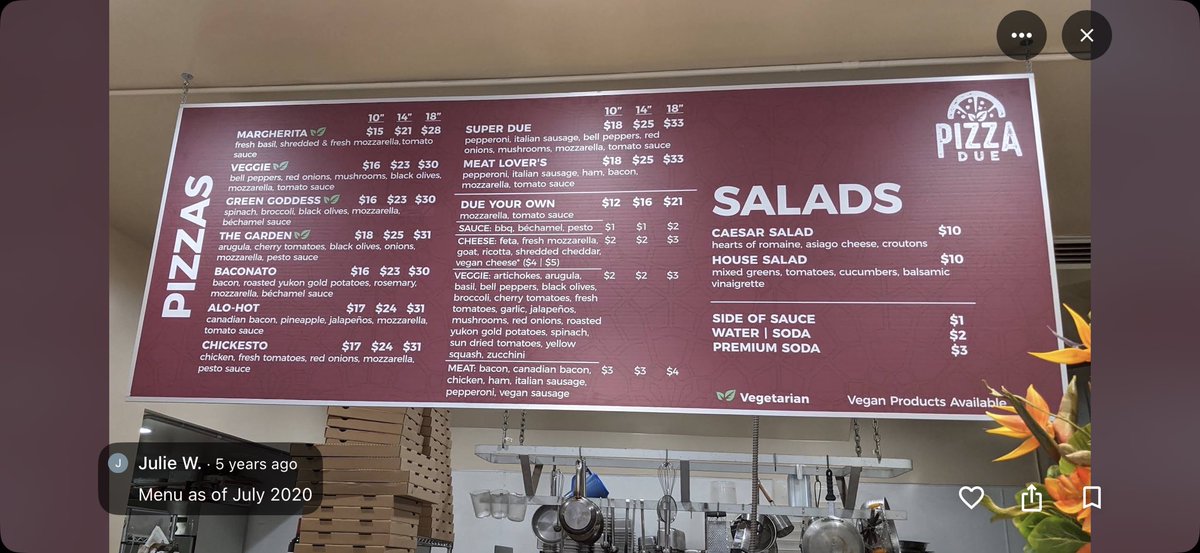 PIZZAS
10" 14" 18"
MARGHERITA $15 $21 $28
fresh basil, shredded & fresh mozzarella, tomato
sauce
VEGGIE $16 $23 $30
bell peppers, red onions, mushrooms, black olives,
mozzarella, tomato sauce
GREEN GODDESS $16 $23 $30
spinach, broccoli, black olives, mozzarella,
béchamel sauce
THE GARDEN $18 $25 $31
arugula, cherry tomatoes, black olives, onions,
mozzarella, pesto sauce
BACONATO $16 $23 $30
bacon, roasted yukon gold potatoes, rosemary,
mozzarella, béchamel sauce
ALO-HOT $17 $24 $31
canadian bacon, pineapple, jalapeños, mozzarella,
tomato sauce
CHICKESTO $17 $24 $31
chicken, fresh tomatoes, red onions, mozzarella,
pesto sauce
10" 14" 18"
SUPER DUE $18 $25 $33
pepperoni, italian sausage, bell peppers, red
onions, mushrooms, mozzarella, tomato sauce
MEAT LOVER'S $18 $25 $33
pepperoni, italian sausage, ham, bacon,
mozzarella, tomato sauce
DUE YOUR OWN $12 $16 $21
mozzarella, tomato sauce
SAUCE: bbq, béchamel, pesto $1 $1 $2
CHEESE: feta, fresh mozzarella, $2 $2 $3
goat, ricotta, shredded cheddar,
vegan cheese* ($4 | $5)
VEGGIE: artichokes, arugula, $2 $2 $3
basil, bell peppers, black olives,
broccoli, cherry tomatoes, fresh
tomatoes, garlic, jalapeños,
mushrooms, red onions, roasted
yukon gold potatoes, spinach,
sun dried tomatoes, yellow
squash, zucchini
MEAT: bacon, canadian bacon, $3 $3 $4
chicken, ham, italian sausage,
pepperoni, vegan sausage
PIZZA
DUE
SALADS
CAESAR SALAD $10
hearts of romaine, asiago cheese, croutons
HOUSE SALAD $10
mixed greens, tomatoes, cucumbers, balsamic
vinaigrette
SIDE OF SAUCE $1
WATER | SODA $2
PREMIUM SODA $3
Vegetarian Vegan Products Available
J Julie W. · 5 years ago
Menu as of July 2020